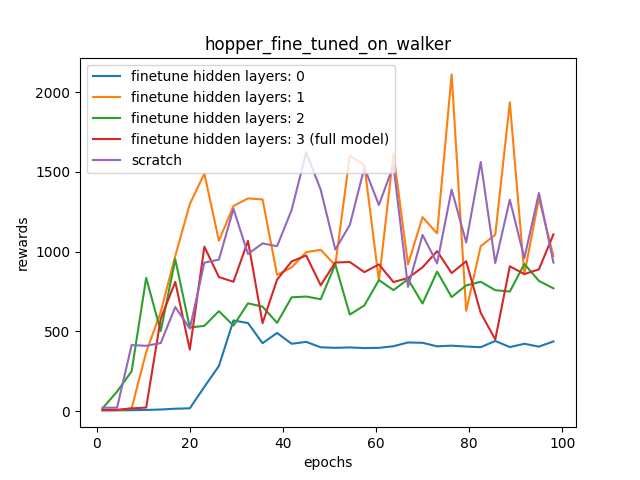 hopper_fine_tuned_on_walker
finetune hidden layers: 0
finetune hidden layers: 1
finetune hidden layers: 2
finetune hidden layers: 3 (full model)
scratch
rewards
2000
1500
1000
500
0
0 20 40 60 80 100
epochs